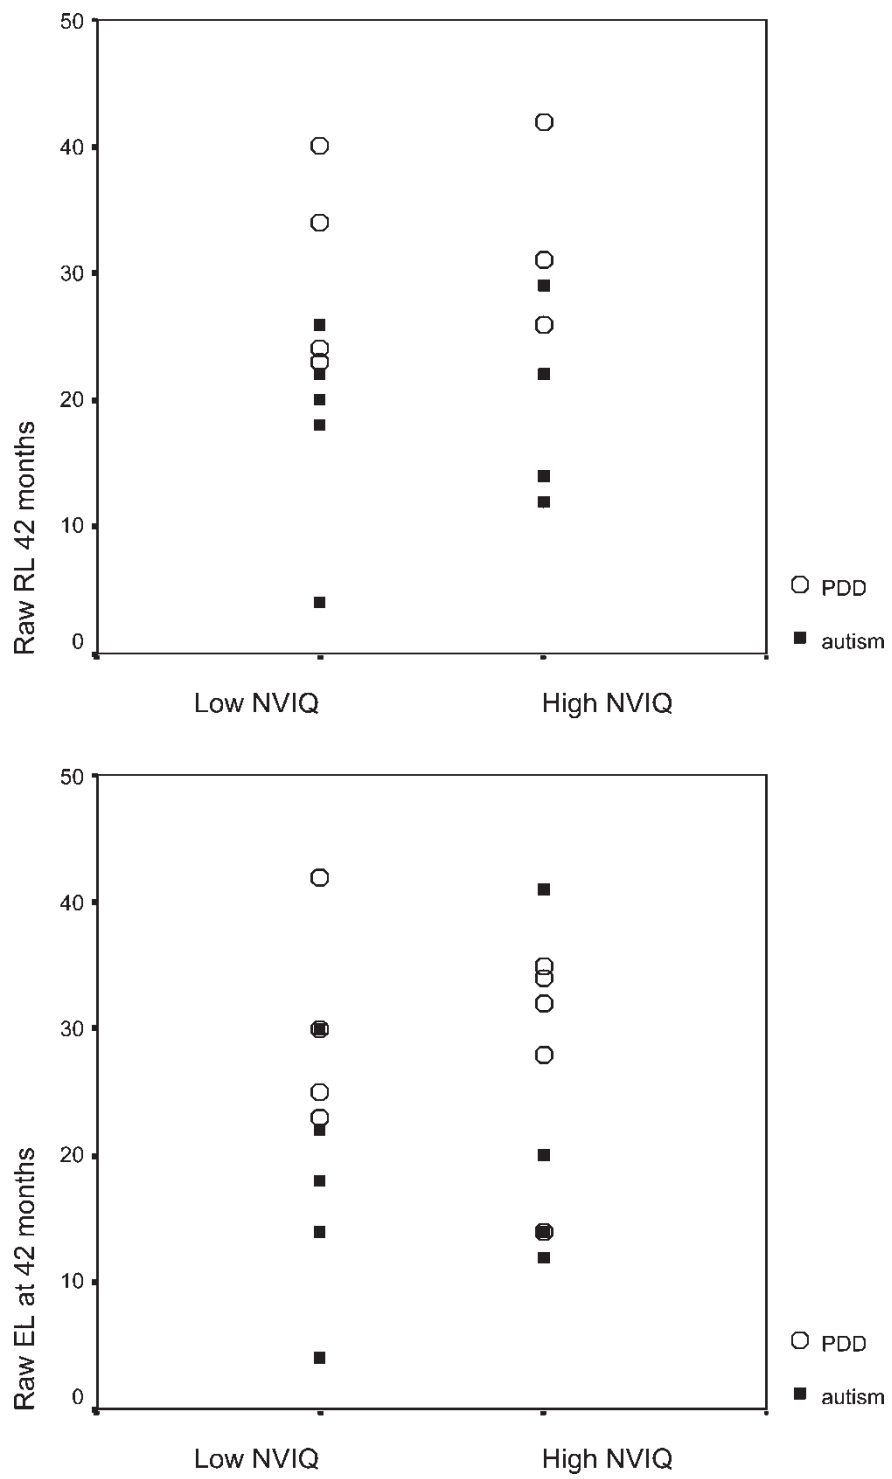 50
40
30
20
10
0
Raw RL 42 months
Low NVIQ
High NVIQ
PDD
autism
50
40
30
20
10
0
Raw EL at 42 months
Low NVIQ
High NVIQ
PDD
autism